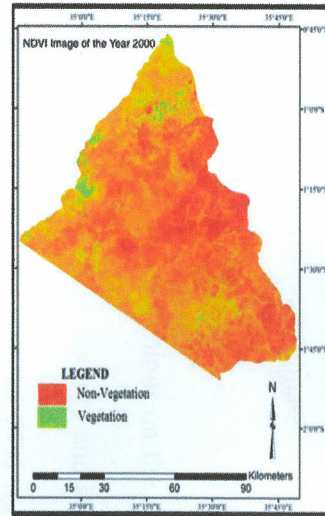 35°0'0"E 35°15'0"E 35°30'0"E 35°45'0"E
NDVI Image of the Year 2000
0°45'0"S
1°0'0"S
1°15'0"S
1°30'0"S
1°45'0"S
2°0'0"S
LEGEND
Non-Vegetation
Vegetation
N
Kilometers
0 15 30 60 90
35°0'0"E 35°15'0"E 35°30'0"E 35°45'0"E